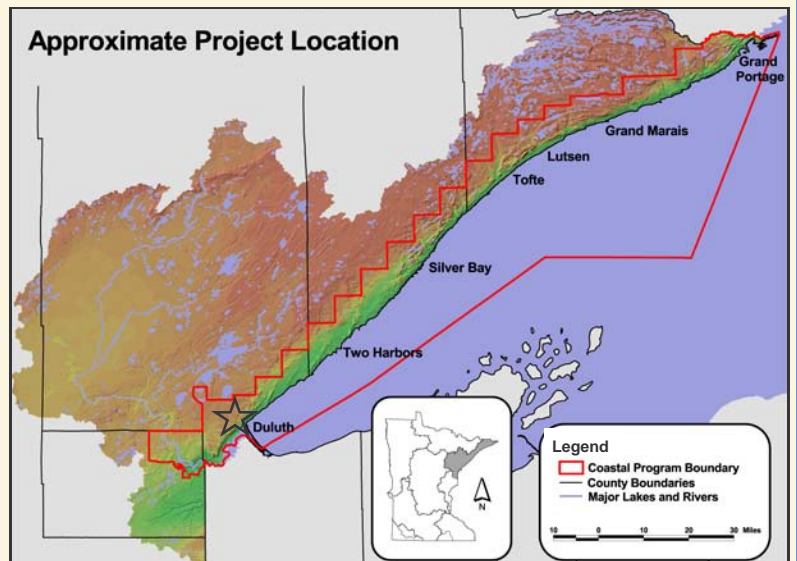 Approximate Project Location
Grand
Portage
Grand Marais
Lutsen
Tofte
Silver Bay
Two Harbors
Duluth
N
Legend
Coastal Program Boundary
County Boundaries
Major Lakes and Rivers
10 0 10 20 30 Miles